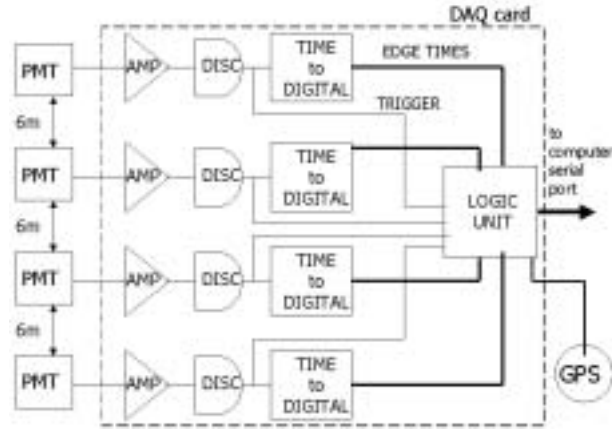 DAQ card
PMT
AMP
DISC
TIME
to
DIGITAL
EDGE TIMES
TRIGGER
6m
PMT
AMP
DISC
TIME
to
DIGITAL
to
computer
serial
port
LOGIC
UNIT
6m
PMT
AMP
DISC
TIME
to
DIGITAL
6m
PMT
AMP
DISC
TIME
to
DIGITAL
GPS